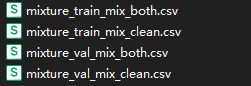 mixture_train_mix_both.csv
mixture_train_mix_clean.csv
mixture_val_mix_both.csv
mixture_val_mix_clean.csv